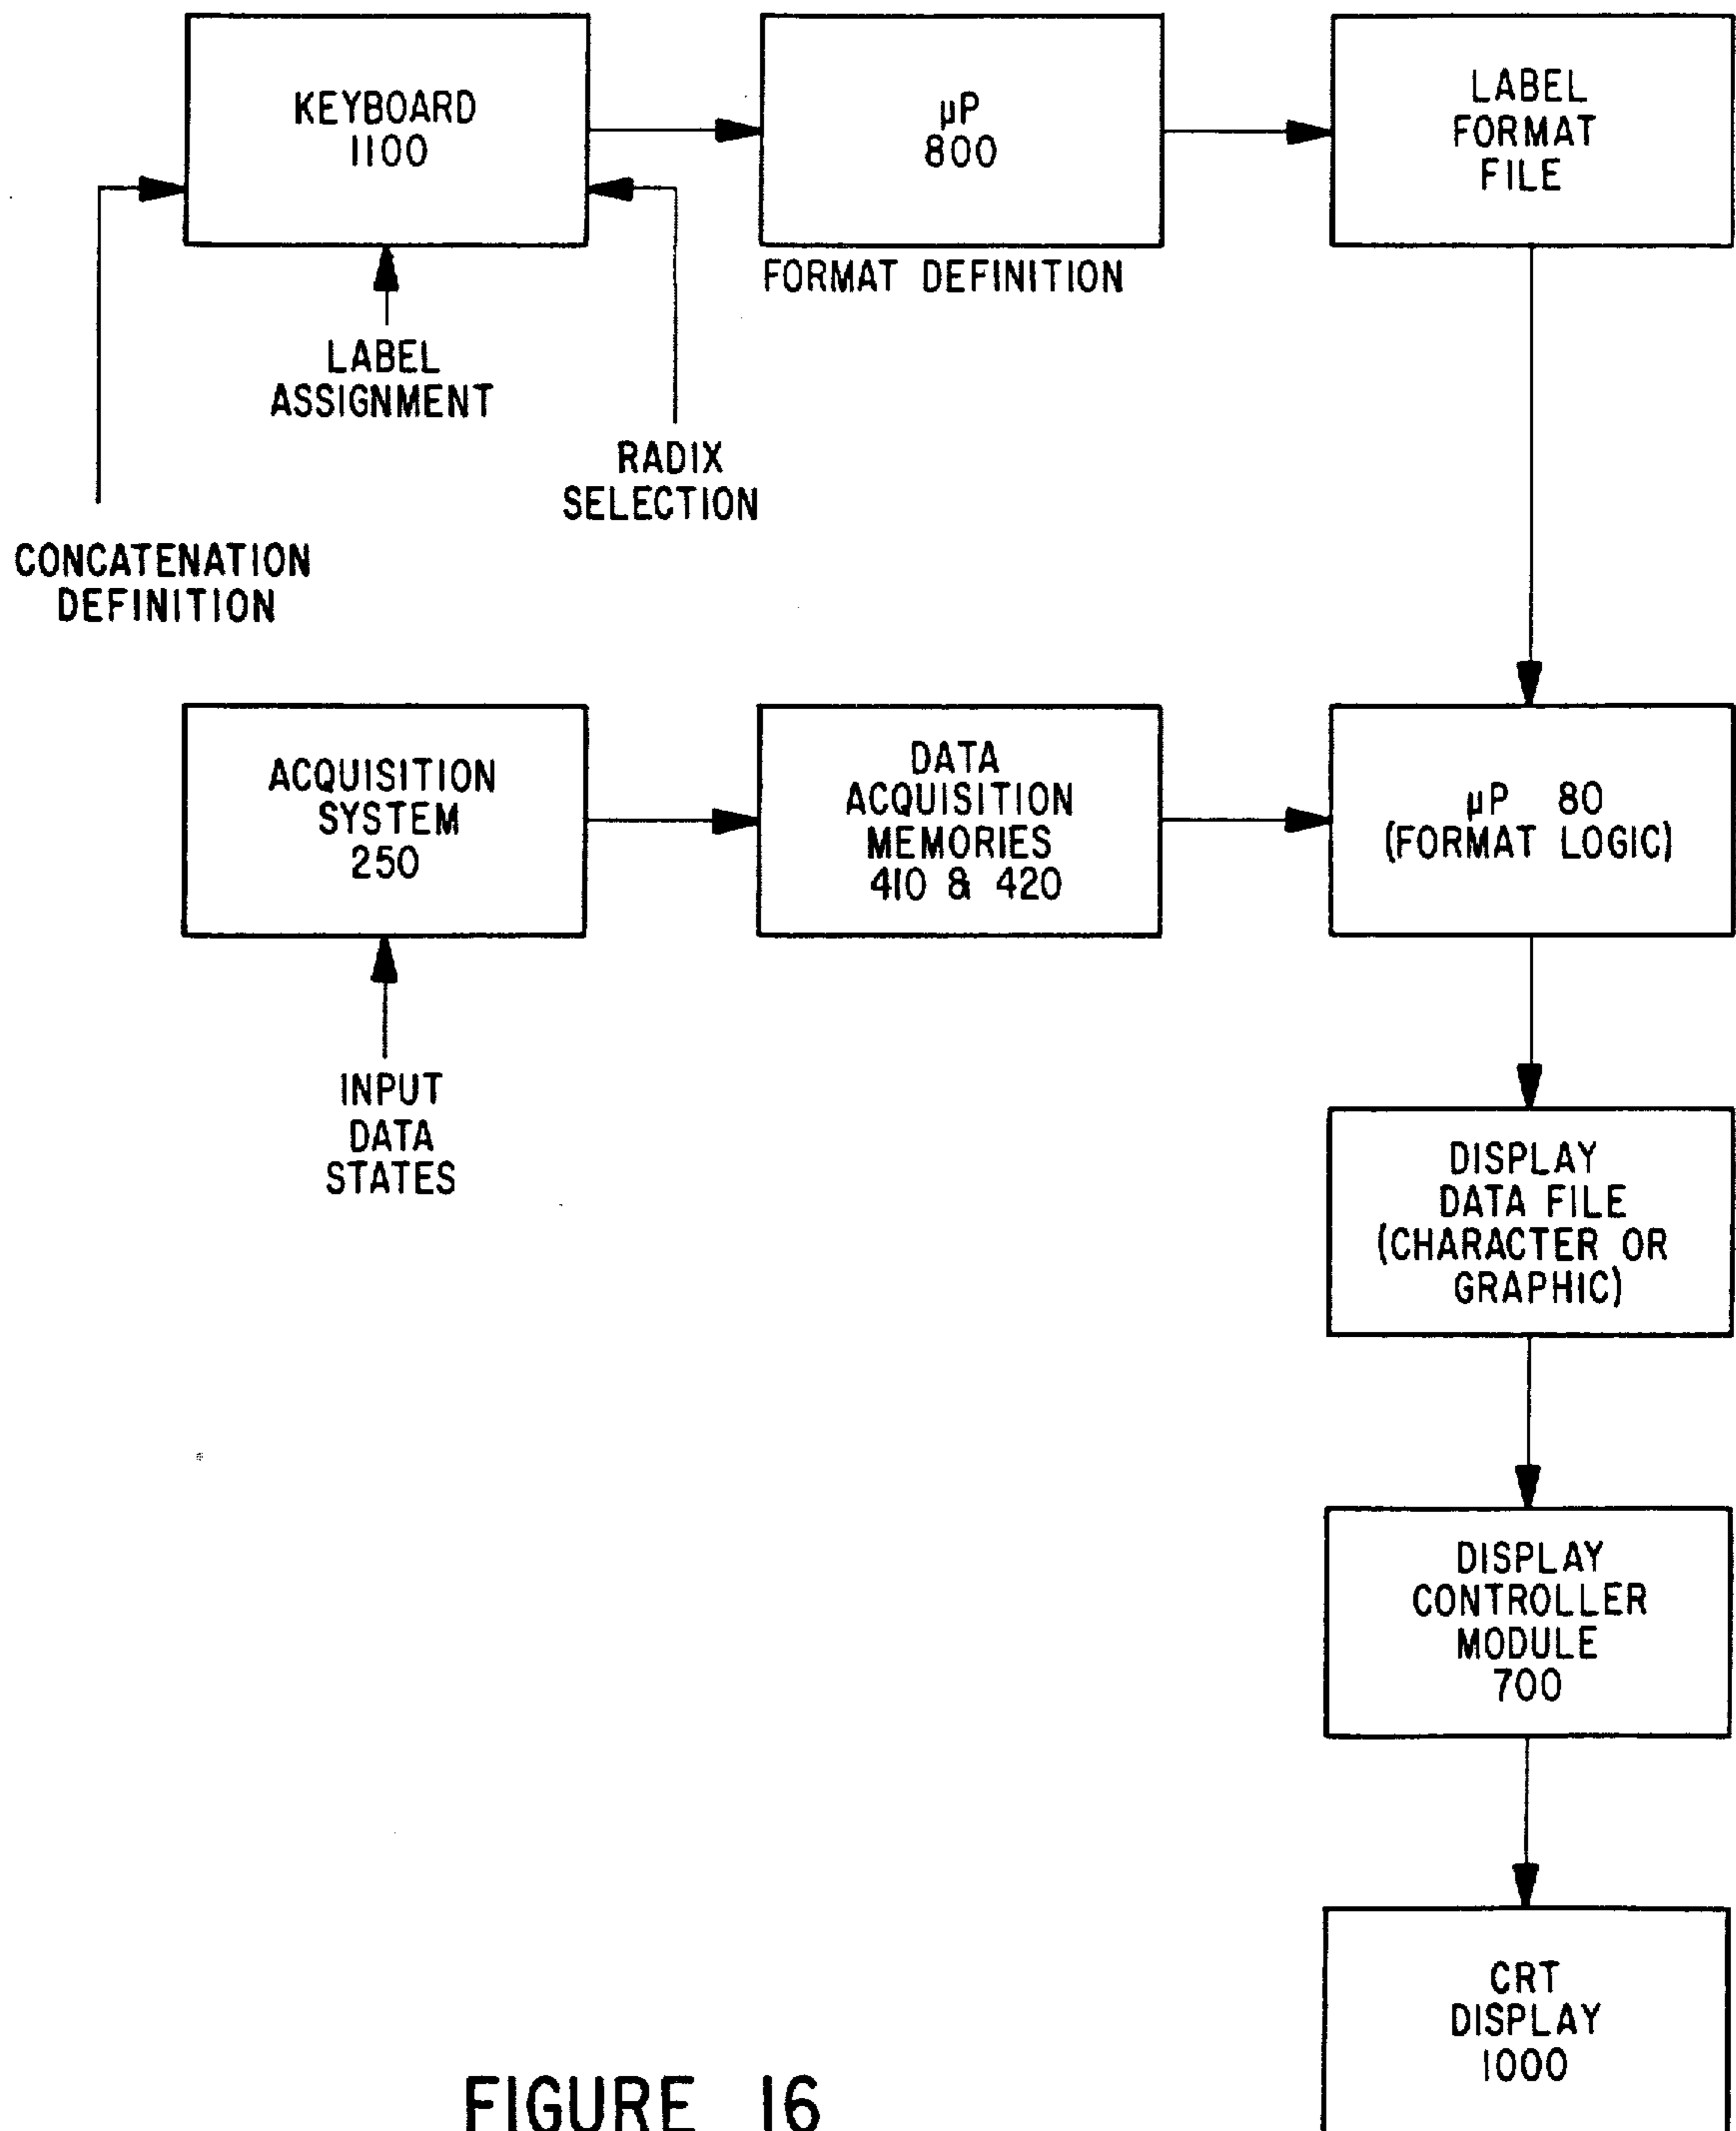 KEYBOARD
1100
µP
800
LABEL
FORMAT
FILE
FORMAT DEFINITION
LABEL
ASSIGNMENT
RADIX
SELECTION
CONCATENATION
DEFINITION
ACQUISITION
SYSTEM
250
DATA
ACQUISITION
MEMORIES
410 & 420
µP 80
(FORMAT LOGIC)
INPUT
DATA
STATES
DISPLAY
DATA FILE
(CHARACTER OR
GRAPHIC)
DISPLAY
CONTROLLER
MODULE
700
CRT
DISPLAY
1000
FIGURE 16